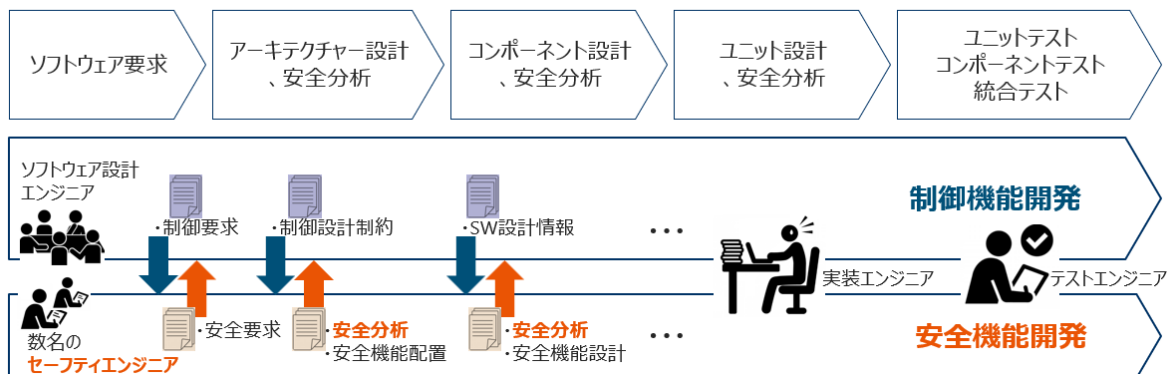 ソフトウェア要求
アーキテクチャー設計
、安全分析
コンポーネント設計
、安全分析
ユニット設計
、安全分析
ユニットテスト
コンポーネントテスト
統合テスト
ソフトウェア設計
エンジニア
・制御要求
・制御設計制約
・SW設計情報
・・・
制御機能開発
実装エンジニア
テストエンジニア
数名の
セーフティエンジニア
・安全要求
・安全分析
・安全機能配置
・安全分析
・安全機能設計
・・・
安全機能開発